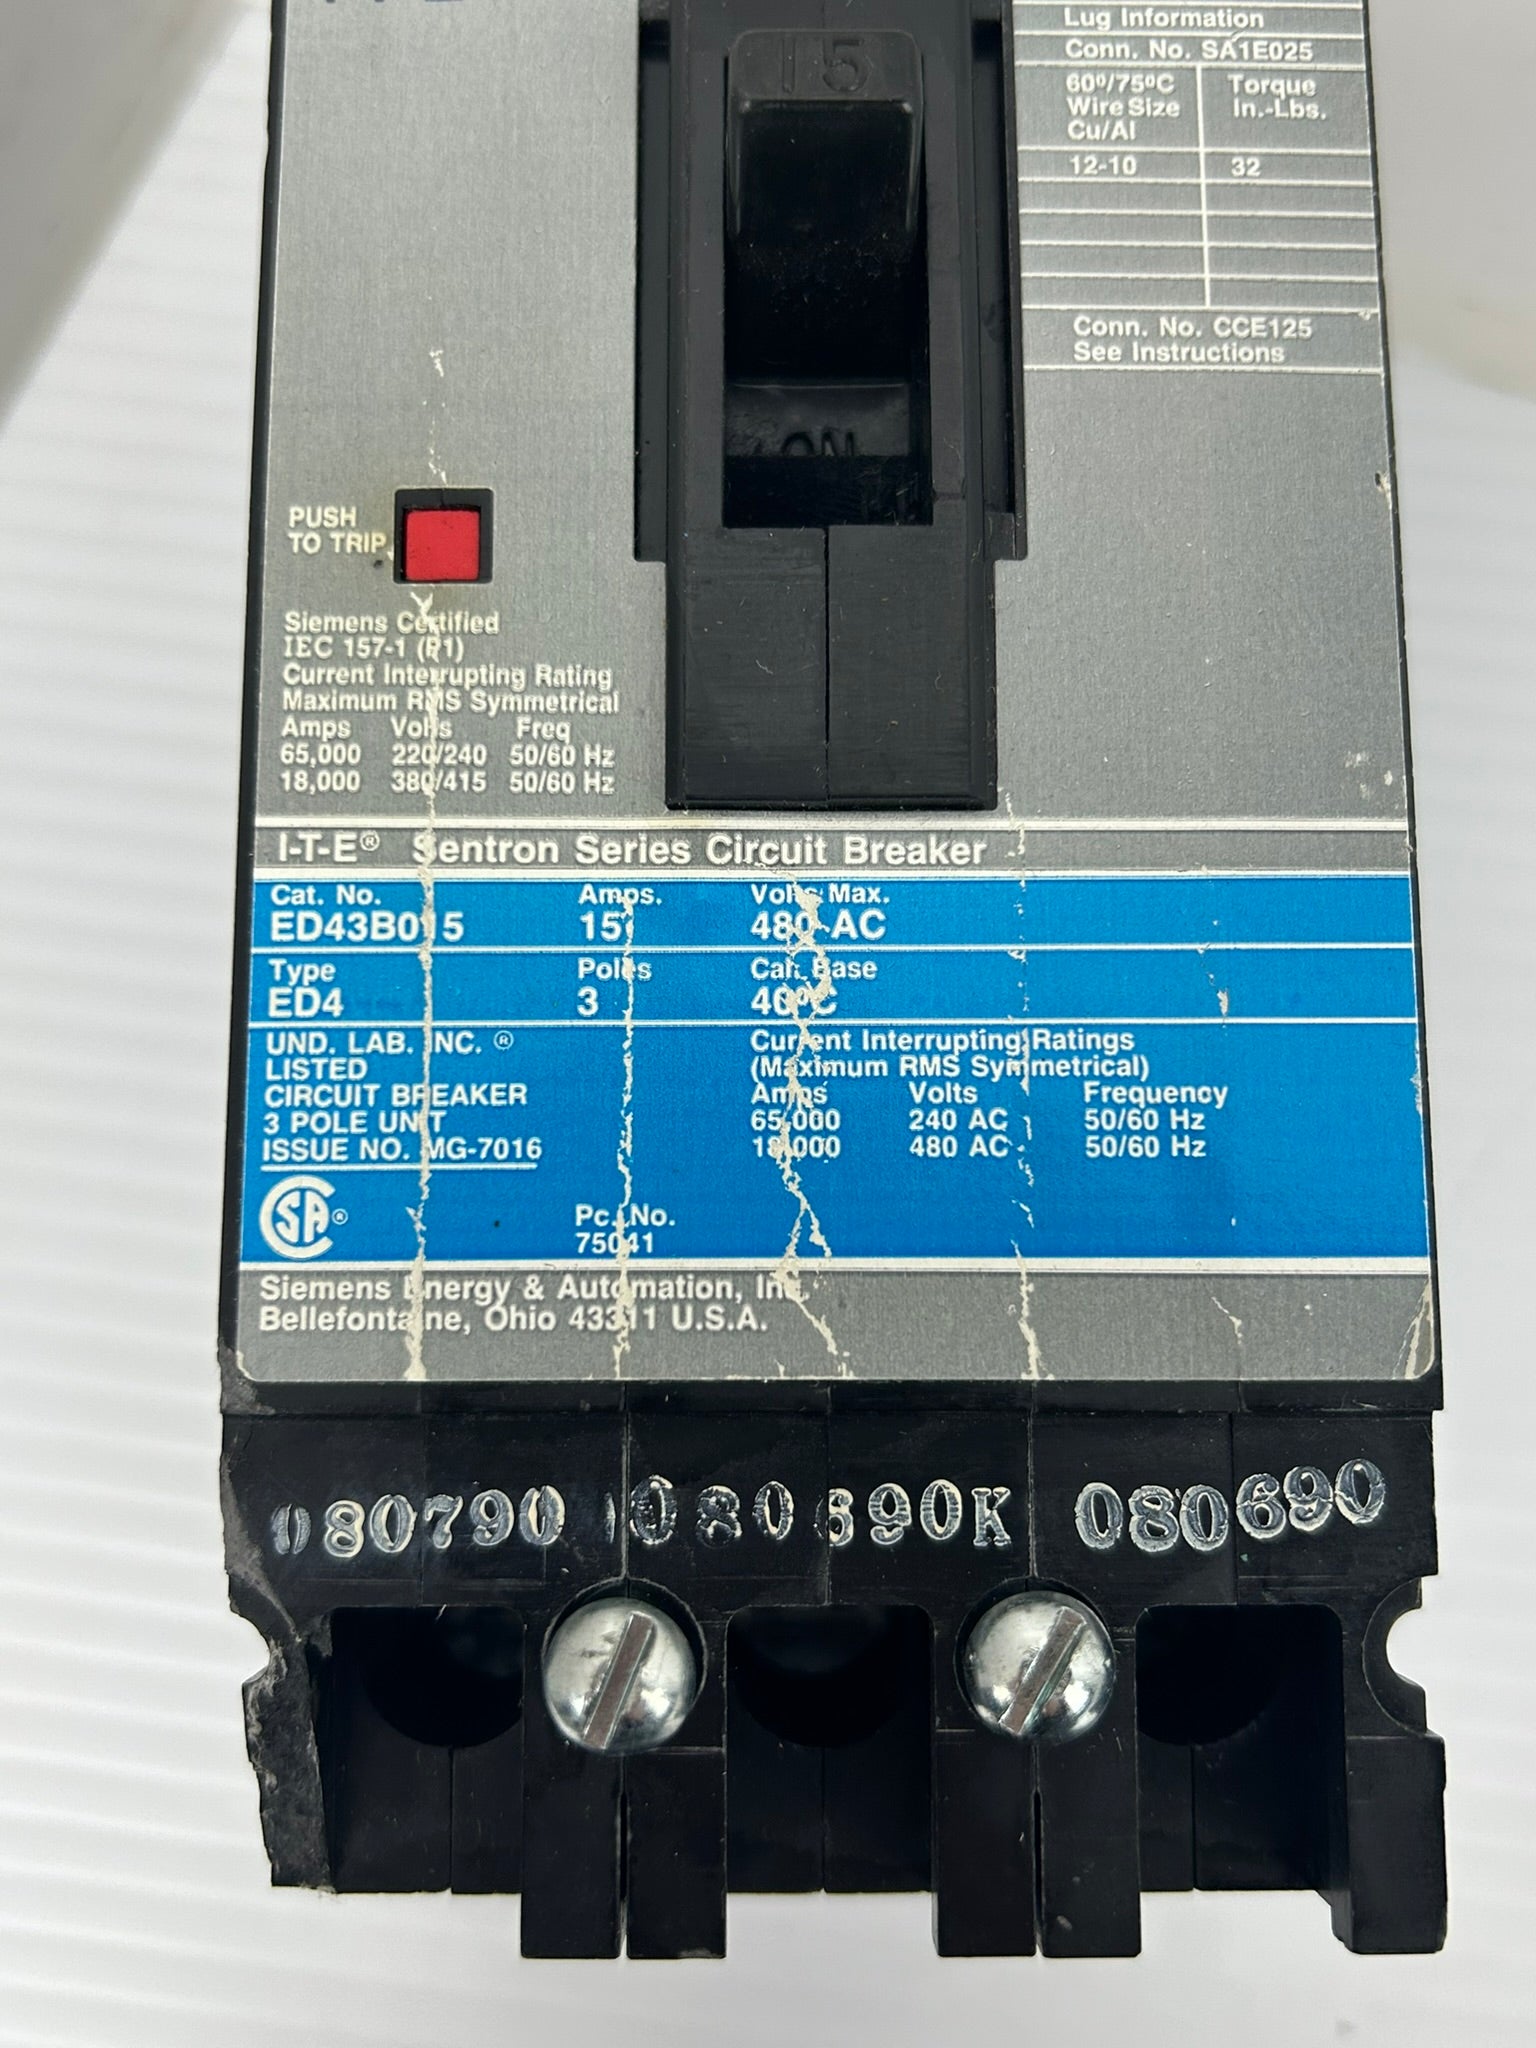 Lug Information
Conn. No. SA1E025
60º/75ºC Wire Size Cu/Al
Torque In.-Lbs.
12-10 32
Conn. No. CCE125
See Instructions
15
ON
PUSH
TO TRIP
Siemens Certified
IEC 157-1 (P1)
Current Interrupting Rating
Maximum RMS Symmetrical
Amps Volts Freq
65,000 220/240 50/60 Hz
18,000 380/415 50/60 Hz
I-T-E® Sentron Series Circuit Breaker
Cat. No. Amps. Volts Max.
ED43B015 15 480 AC
Type Poles Cal. Base
ED4 3 40ºC
UND. LAB. INC. ®
LISTED
CIRCUIT BREAKER
3 POLE UNIT
ISSUE NO. MG-7016
Current Interrupting Ratings
(Maximum RMS Symmetrical)
Amps Volts Frequency
65,000 240 AC 50/60 Hz
18,000 480 AC 50/60 Hz
CSA®
Pc. No.
75041
Siemens Energy & Automation, Inc.
Bellefontaine, Ohio 43311 U.S.A.
080790 080690K 080690